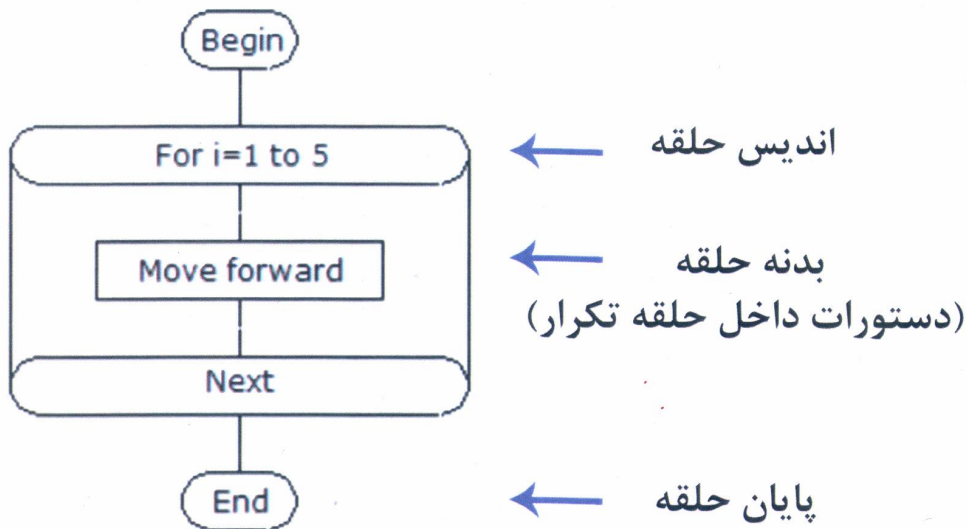 Begin
For i=1 to 5
اندیس حلقه
Move forward
بدنه حلقه
(دستورات داخل حلقه تکرار)
Next
End
پایان حلقه